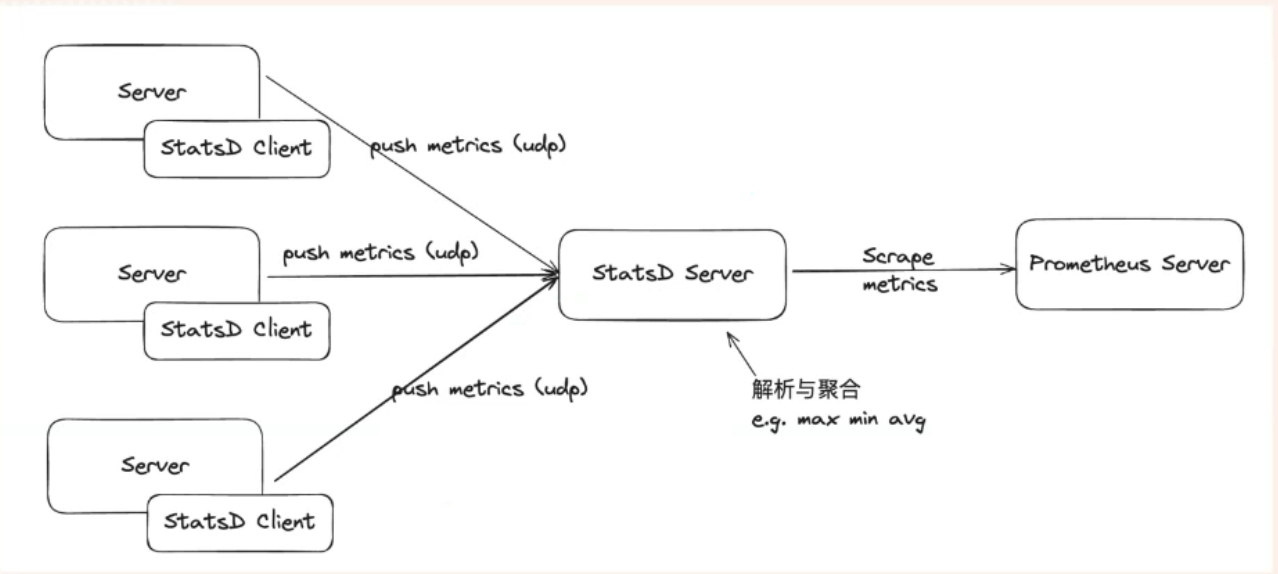 Server
StatsD Client
push metrics (udp)
Server
StatsD Client
push metrics (udp)
StatsD Server
Scrape
metrics
Prometheus Server
解析与聚合
e.g. max min avg
push metrics (udp)
Server
StatsD Client